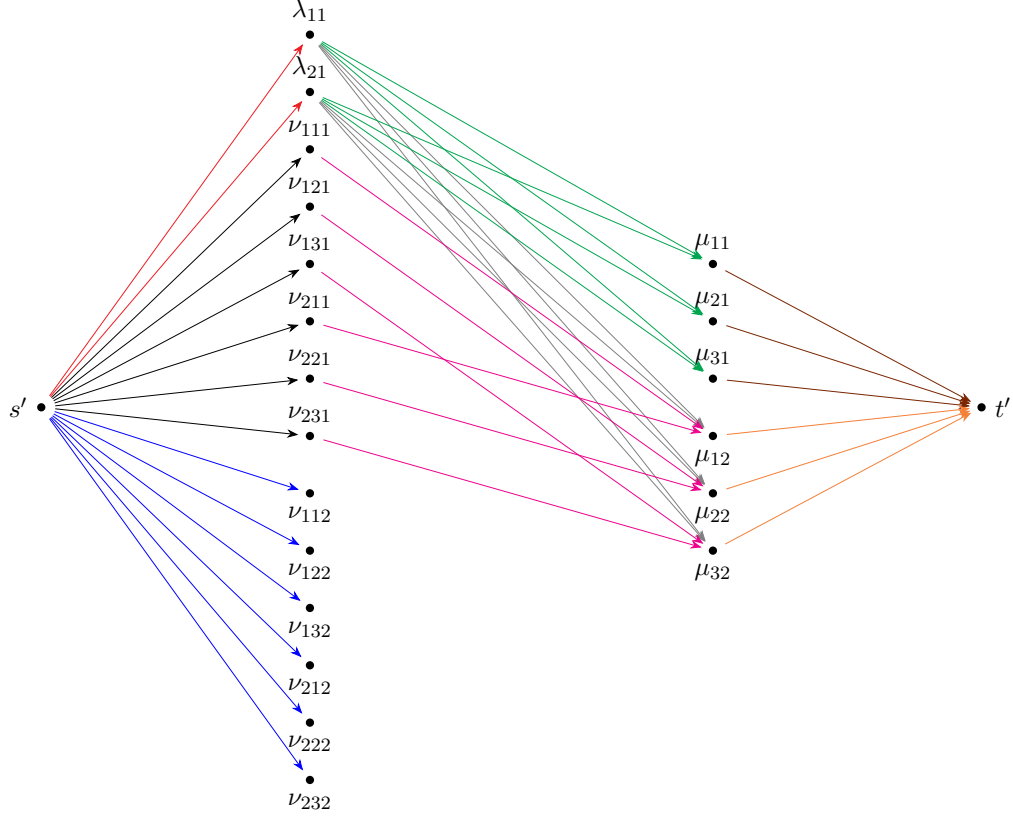 λ₁₁
λ₂₁
ν₁₁₁
ν₁₂₁
ν₁₃₁
ν₂₁₁
ν₂₂₁
ν₂₃₁
s′
ν₁₁₂
ν₁₂₂
ν₁₃₂
ν₂₁₂
ν₂₂₂
ν₂₃₂
μ₁₁
μ₂₁
μ₃₁
μ₁₂
μ₂₂
μ₃₂
t′